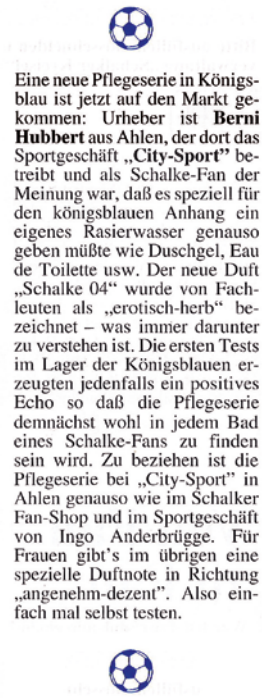 Eine neue Pflegeserie in Königs-
blau ist jetzt auf den Markt ge-
kommen: Urheber ist Berni
Hubbert aus Ahlen, der dort das
Sportgeschäft „City-Sport” be-
treibt und als Schalke-Fan der
Meinung war, daß es speziell für
den königsblauen Anhang ein
eigenes Rasierwasser genauso
geben müßte wie Duschgel, Eau
de Toilette usw. Der neue Duft
„Schalke 04“ wurde von Fach-
leuten als „erotisch-herb“ be-
zeichnet – was immer darunter
zu verstehen ist. Die ersten Tests
im Lager der Königsblauen er-
zeugten jedenfalls ein positives
Echo so daß die Pflegeserie
demnächst wohl in jedem Bad
eines Schalke-Fans zu finden
sein wird. Zu beziehen ist die
Pflegeserie bei „City-Sport” in
Ahlen genauso wie im Schalker
Fan-Shop und im Sportgeschäft
von Ingo Anderbrügge. Für
Frauen gibt's im übrigen eine
spezielle Duftnote in Richtung
„angenehm-dezent”. Also ein-
fach mal selbst testen.